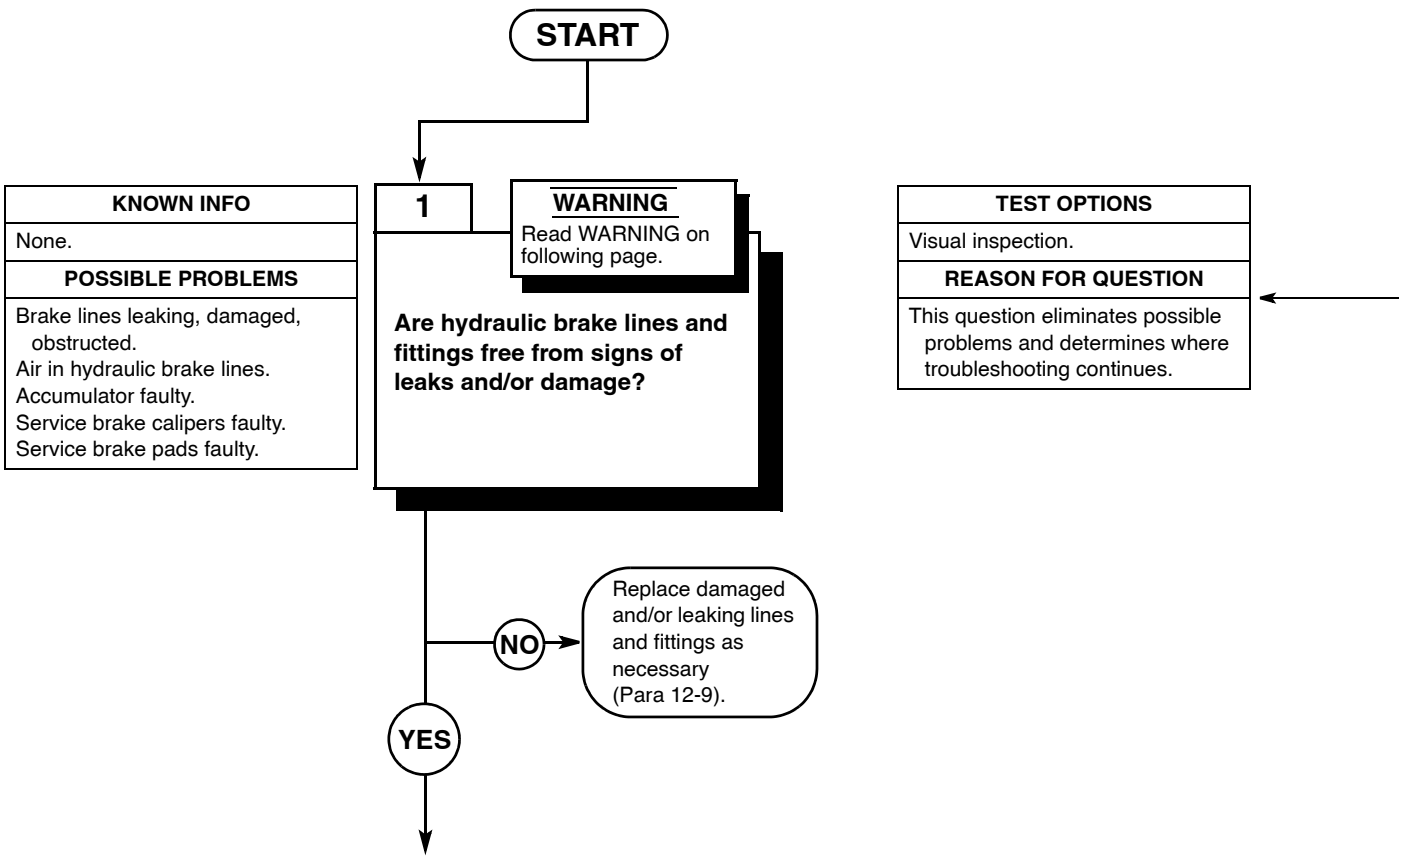 START
KNOWN INFO
None.
POSSIBLE PROBLEMS
Brake lines leaking, damaged,
obstructed.
Air in hydraulic brake lines.
Accumulator faulty.
Service brake calipers faulty.
Service brake pads faulty.
1
WARNING
Read WARNING on
following page.
Are hydraulic brake lines and
fittings free from signs of
leaks and/or damage?
TEST OPTIONS
Visual inspection.
REASON FOR QUESTION
This question eliminates possible
problems and determines where
troubleshooting continues.
NO
Replace damaged
and/or leaking lines
and fittings as
necessary
(Para 12-9).
YES